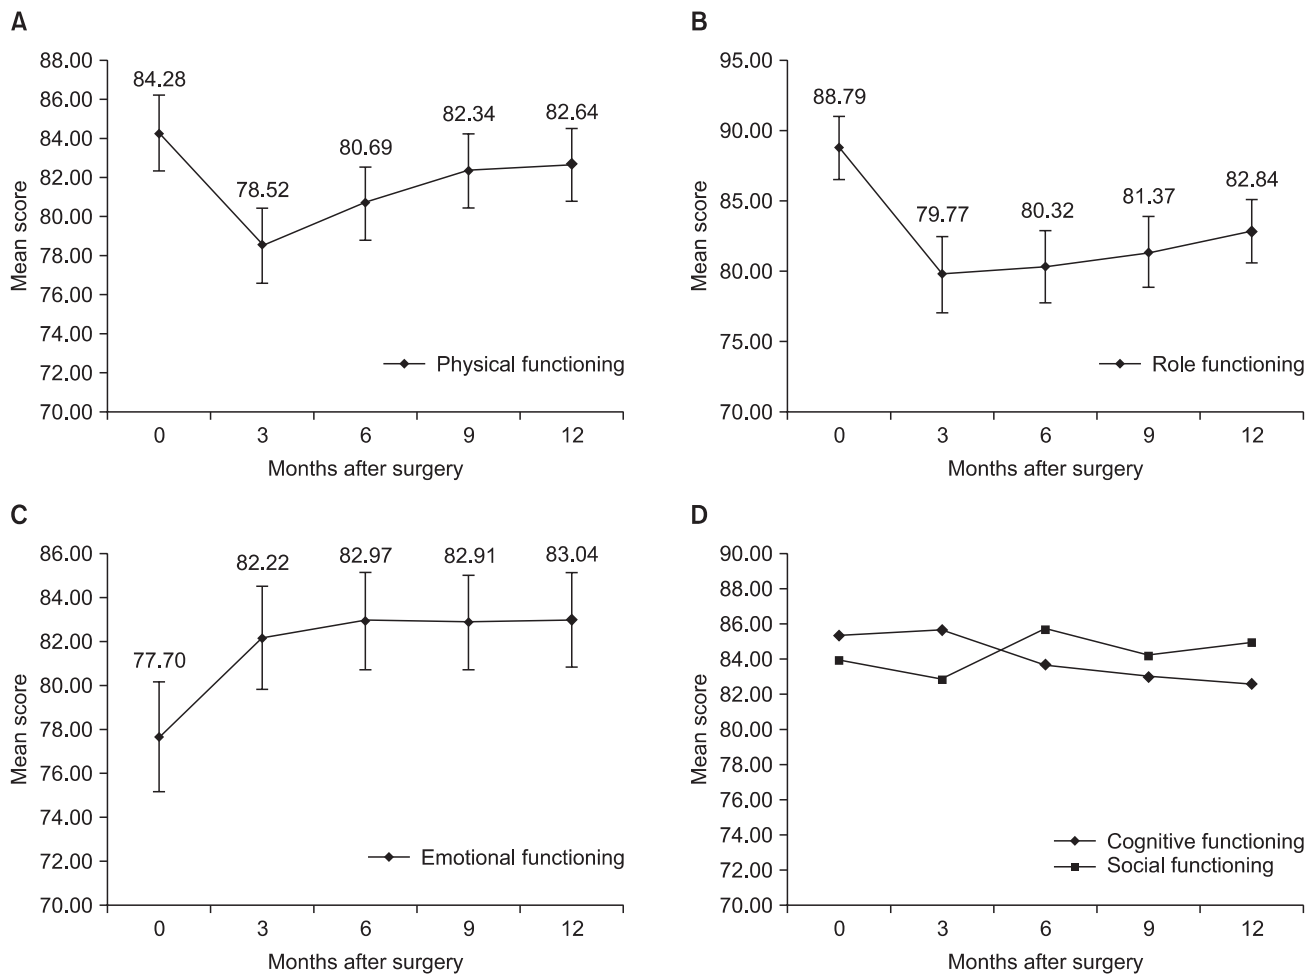 A
88.00
86.00
84.00
82.00
80.00
78.00
76.00
74.00
72.00
70.00
Mean score
84.28
78.52
80.69
82.34
82.64
Physical functioning
0 3 6 9 12
Months after surgery
B
95.00
90.00
85.00
80.00
75.00
70.00
Mean score
88.79
79.77
80.32
81.37
82.84
Role functioning
0 3 6 9 12
Months after surgery
C
86.00
84.00
82.00
80.00
78.00
76.00
74.00
72.00
70.00
Mean score
77.70
82.22
82.97
82.91
83.04
Emotional functioning
0 3 6 9 12
Months after surgery
D
90.00
88.00
86.00
84.00
82.00
80.00
78.00
76.00
74.00
72.00
70.00
Mean score
Cognitive functioning
Social functioning
0 3 6 9 12
Months after surgery